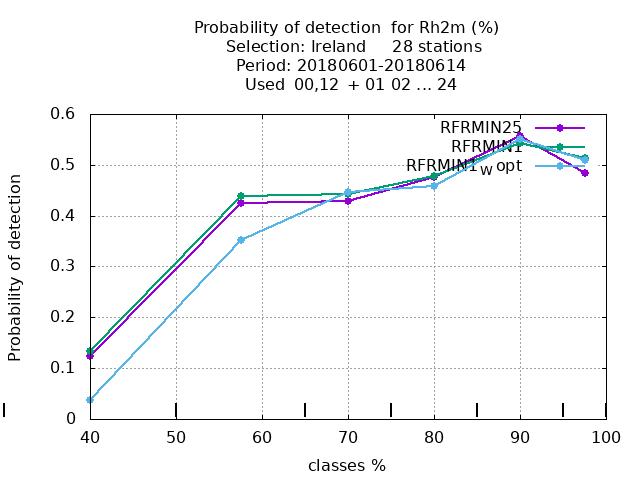 Probability of detection for Rh2m (%)
Selection: Ireland 28 stations
Period: 20180601-20180614
Used 00,12 + 01 02 ... 24
0.6
0.5
0.4
0.3
0.2
0.1
0
Probability of detection
RFRMIN25
RFRMIN1
RFRMIN1_W opt
40 50 60 70 80 90 100
classes %